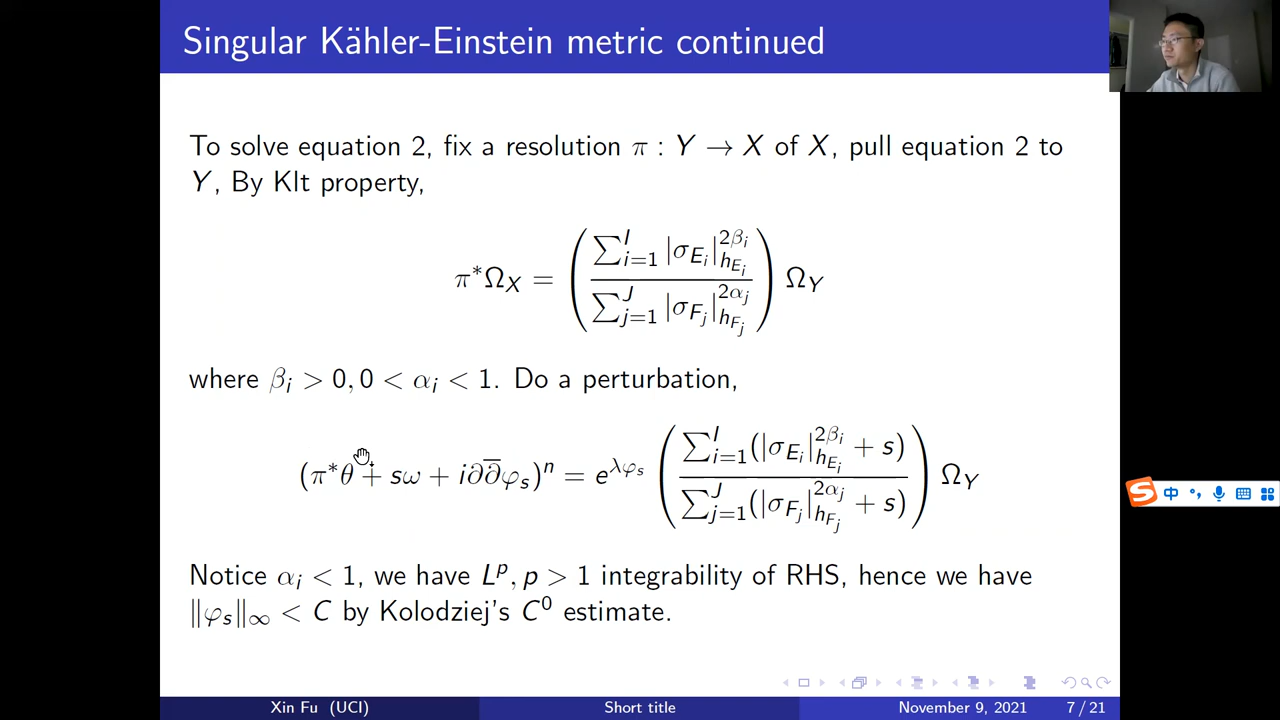 Singular Kähler-Einstein metric continued
To solve equation 2, fix a resolution π : Y → X of X, pull equation 2 to
Y, By Klt property,
π*Ω_X = ( \frac{∑_{i=1}^{I} |σ_{E_i}|_{h_{E_i}}^{2β_i}}{∑_{j=1}^{J} |σ_{F_j}|_{h_{F_j}}^{2α_j}} ) Ω_Y
where β_i > 0, 0 < α_i < 1. Do a perturbation,
(π*θ + sω + i∂∂̅φ_s)^n = e^{λφ_s} ( \frac{∑_{i=1}^{I} (|σ_{E_i}|_{h_{E_i}}^{2β_i} + s)}{∑_{j=1}^{J} (|σ_{F_j}|_{h_{F_j}}^{2α_j} + s)} ) Ω_Y
Notice α_i < 1, we have L^p, p > 1 integrability of RHS, hence we have
‖φ_s‖_∞ < C by Kolodziej's C^0 estimate.
Xin Fu (UCI) Short title November 9, 2021 7 / 21
中